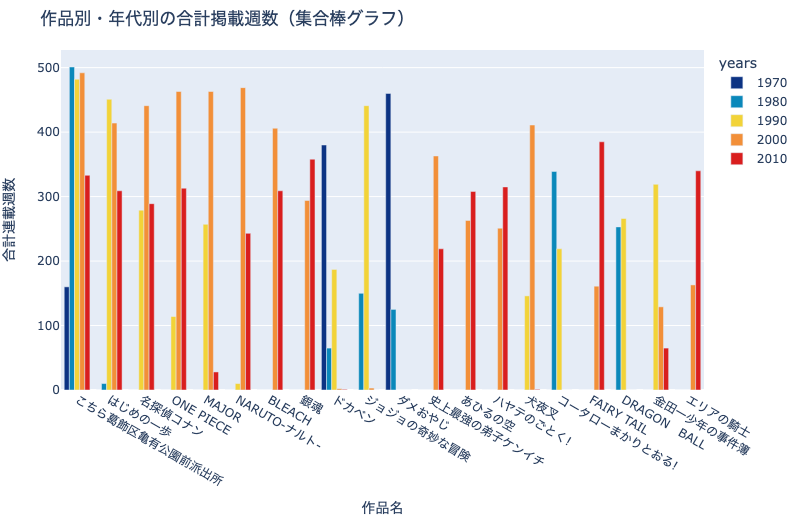 作品別・年代別の合計掲載週数（集合棒グラフ）
years
1970
1980
1990
2000
2010
合計連載週数
500
400
300
200
100
0
こちら葛飾区亀有公園前派出所
はじめの一歩
名探偵コナン
ONE PIECE
MAJOR
NARUTO-ナルト-
BLEACH
銀魂
ドカベン
ジョジョの奇妙な冒険
ダメおやじ
史上最強の弟子ケンイチ
あひるの空
ハヤテのごとく!
犬夜叉
コータローまかりとおる!
FAIRY TAIL
DRAGON BALL
金田一少年の事件簿
エリアの騎士
作品名